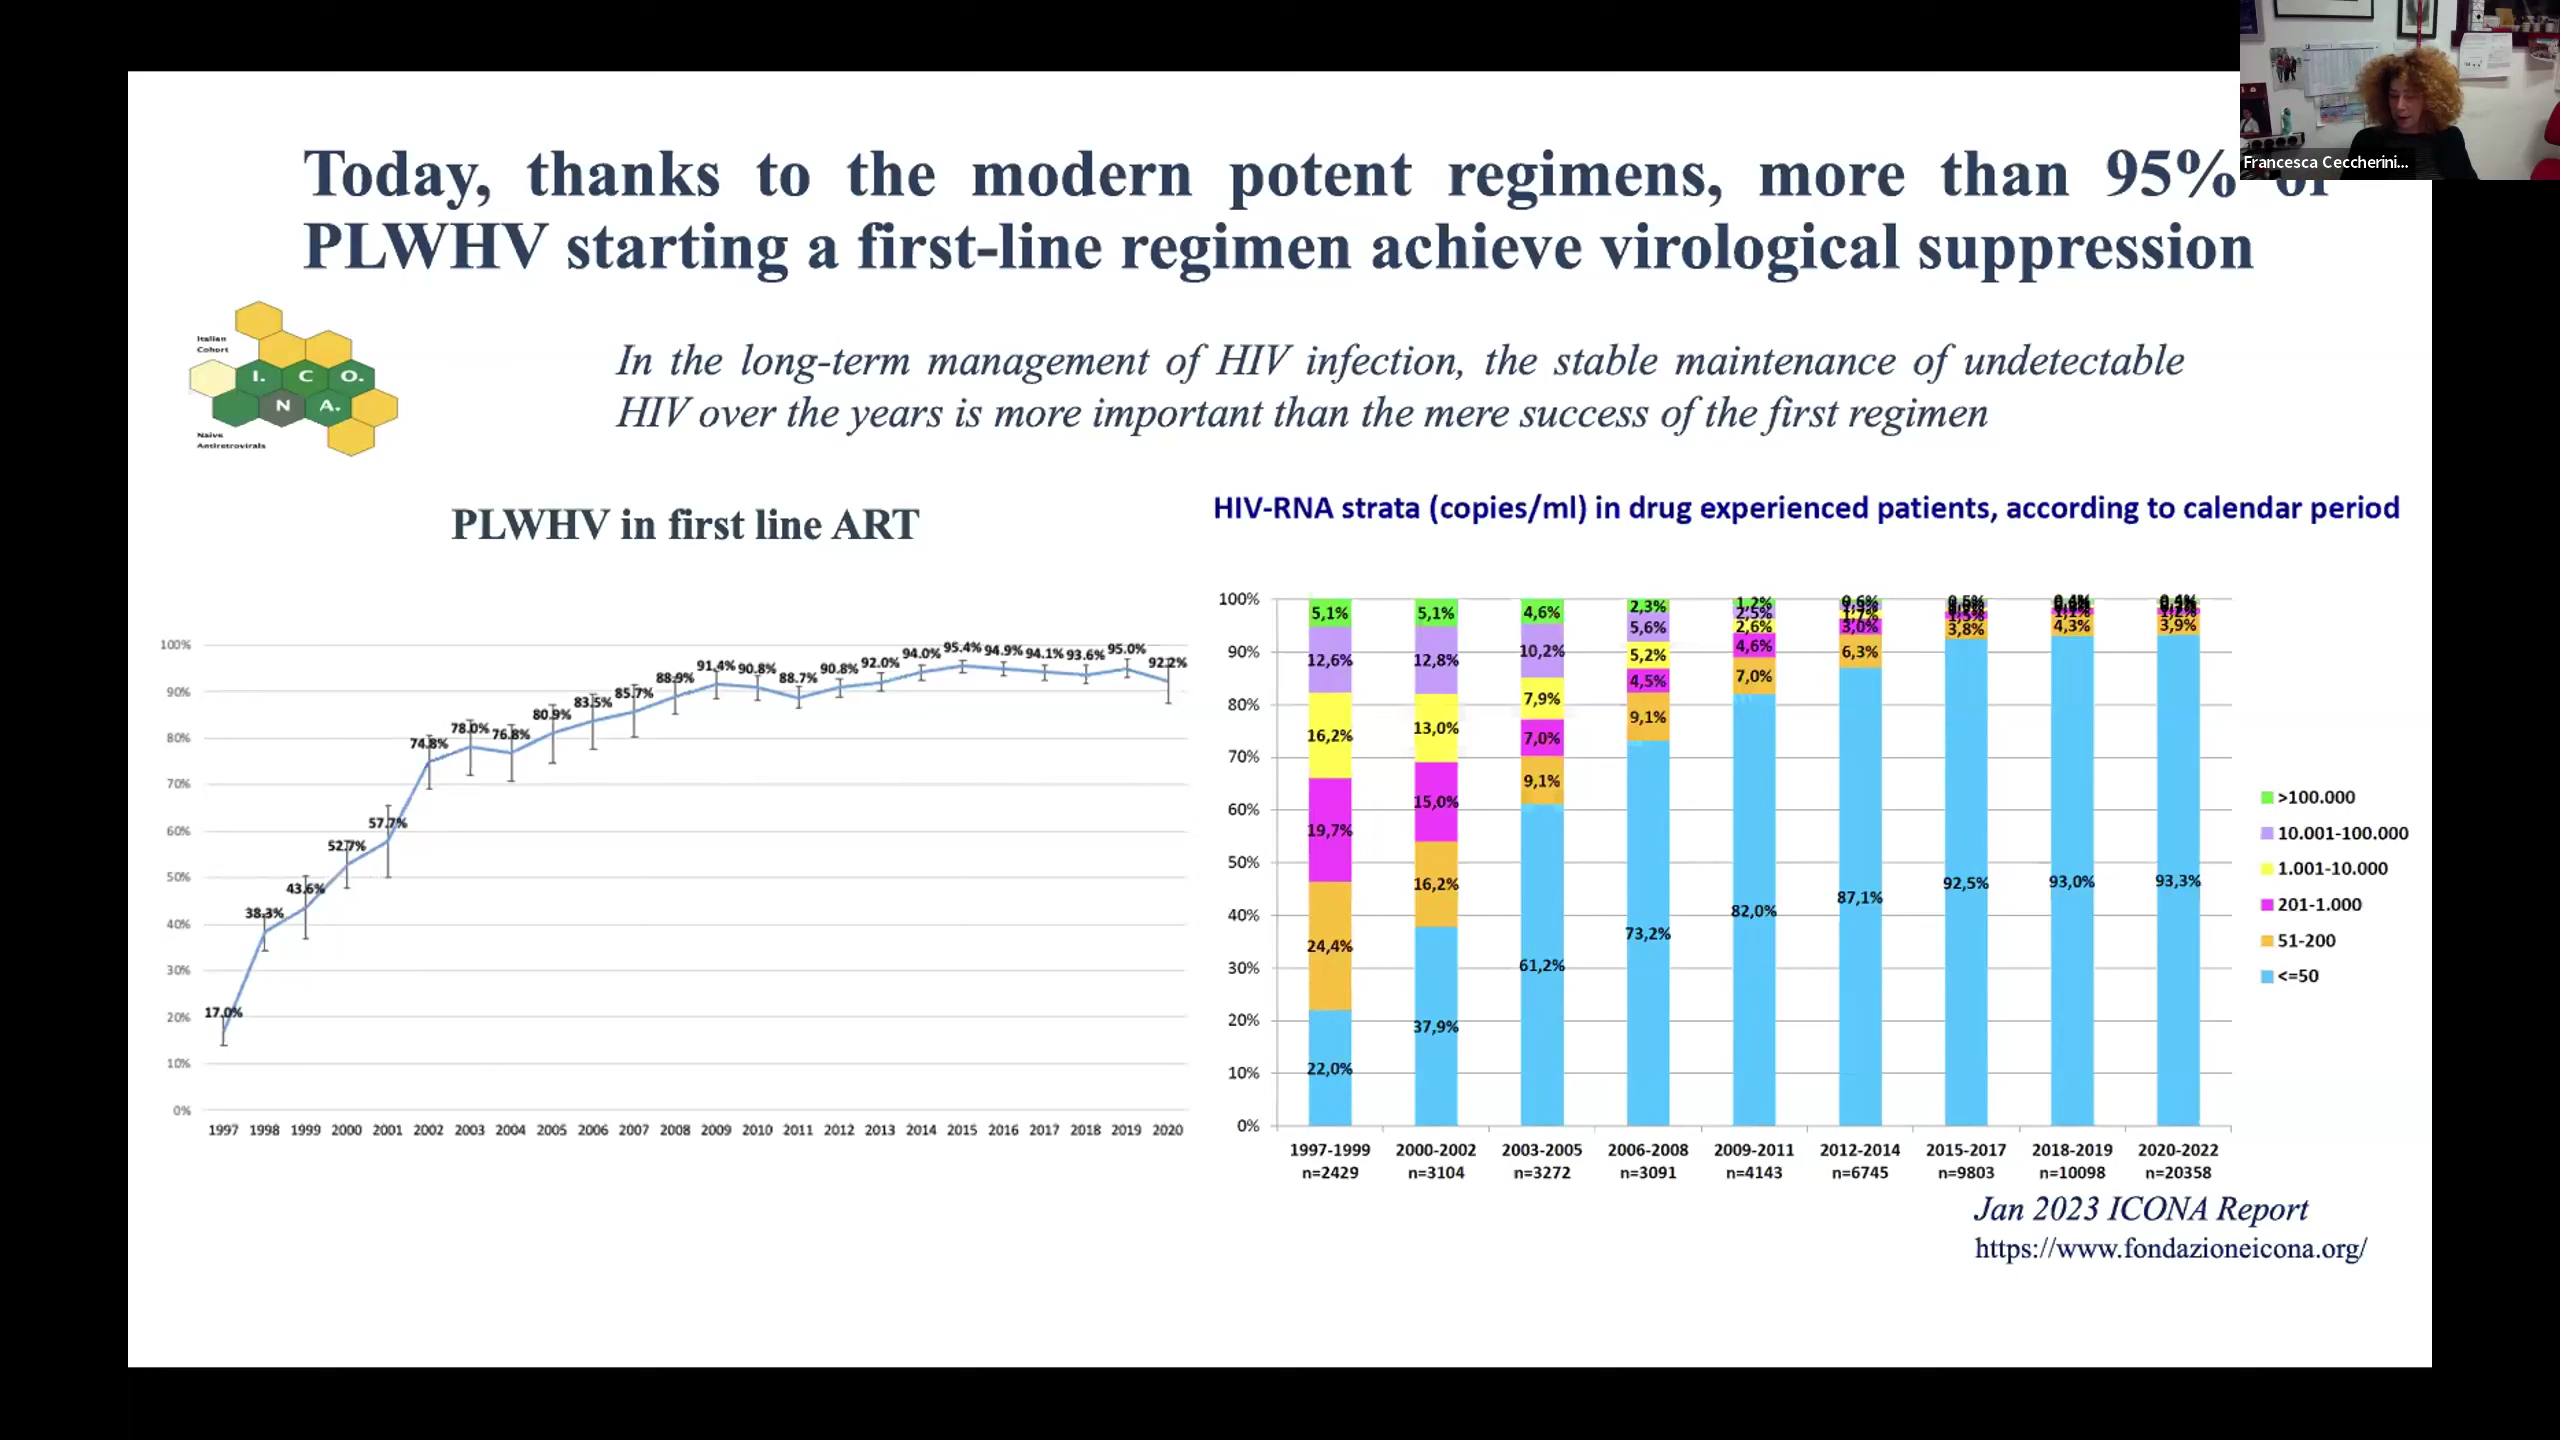 Francesca Ceccherini...
Today, thanks to the modern potent regimens, more than 95% of
PLWHV starting a first-line regimen achieve virological suppression
Italian
Cohort
I. C O.
N A.
Naive
Antiretrovirals
In the long-term management of HIV infection, the stable maintenance of undetectable
HIV over the years is more important than the mere success of the first regimen
PLWHV in first line ART
100%
90%
80%
70%
60%
50%
40%
30%
20%
10%
0%
17.0% 38.3% 43.6% 52.7% 57.7% 74.8% 78.0% 76.8% 80.9% 83.5% 85.7% 88.9% 91.4% 90.8% 88.7% 90.8% 92.0% 94.0% 95.4% 94.9% 94.1% 93.6% 95.0% 92.2%
1997 1998 1999 2000 2001 2002 2003 2004 2005 2006 2007 2008 2009 2010 2011 2012 2013 2014 2015 2016 2017 2018 2019 2020
HIV-RNA strata (copies/ml) in drug experienced patients, according to calendar period
100%
90%
80%
70%
60%
50%
40%
30%
20%
10%
0%
5,1% 12,6% 16,2% 19,7% 24,4% 22,0%
5,1% 12,8% 13,0% 15,0% 16,2% 37,9%
4,6% 10,2% 7,9% 7,0% 9,1% 61,2%
2,3% 5,6% 5,2% 4,5% 9,1% 73,2%
1,2% 2,5% 2,6% 4,6% 7,0% 82,0%
0,6% 1,7% 3,0% 6,3% 87,1%
0,5% 1,5% 3,8% 92,5%
0,4% 1,1% 4,3% 93,0%
0,4% 1,2% 3,9% 93,3%
1997-1999 2000-2002 2003-2005 2006-2008 2009-2011 2012-2014 2015-2017 2018-2019 2020-2022
n=2429 n=3104 n=3272 n=3091 n=4143 n=6745 n=9803 n=10098 n=20358
>100.000
10.001-100.000
1.001-10.000
201-1.000
51-200
<=50
Jan 2023 ICONA Report
https://www.fondazioneicona.org/